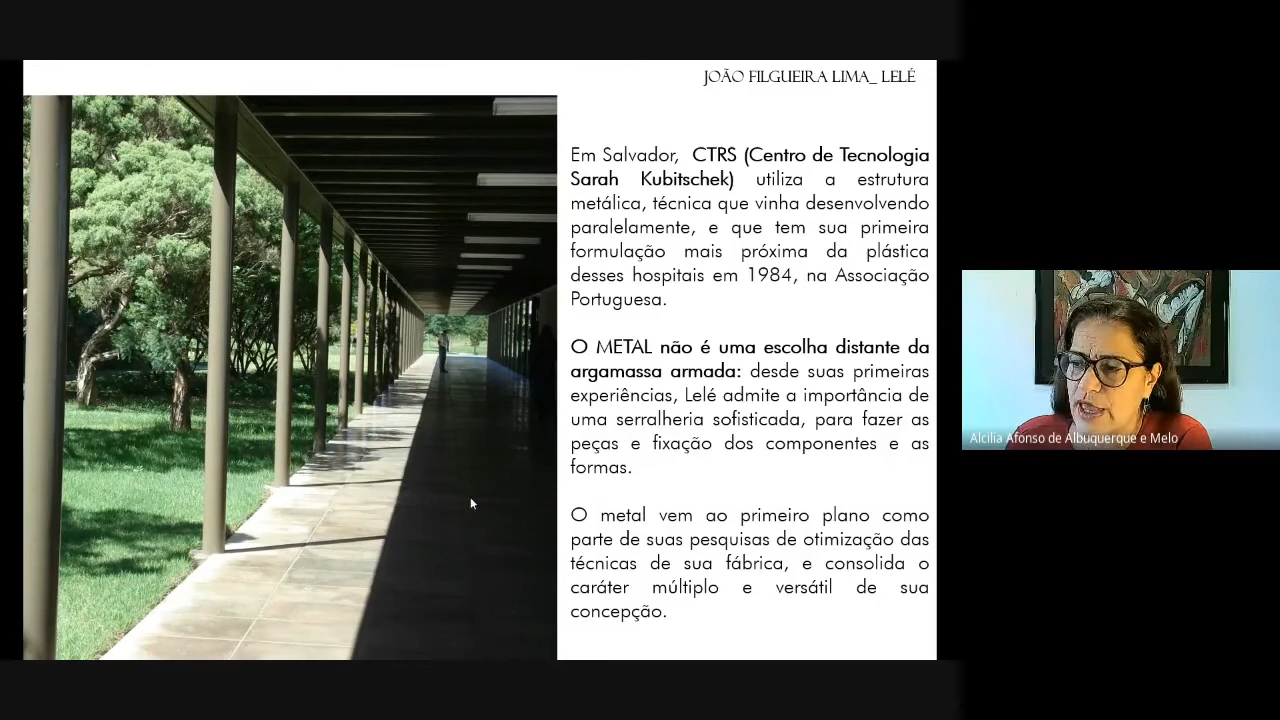 JOÃO FILGUEIRA LIMA_ LELÉ
Em Salvador, CTRS (Centro de Tecnologia
Sarah Kubitschek) utiliza a estrutura
metálica, técnica que vinha desenvolvendo
paralelamente, e que tem sua primeira
formulação mais próxima da plástica
desses hospitais em 1984, na Associação
Portuguesa.
O METAL não é uma escolha distante da
argamassa armada: desde suas primeiras
experiências, Lelé admite a importância de
uma serralheria sofisticada, para fazer as
peças e fixação dos componentes e as
formas.
O metal vem ao primeiro plano como
parte de suas pesquisas de otimização das
técnicas de sua fábrica, e consolida o
caráter múltiplo e versátil de sua
concepção.
Alcilia Afonso de Albuquerque e Melo